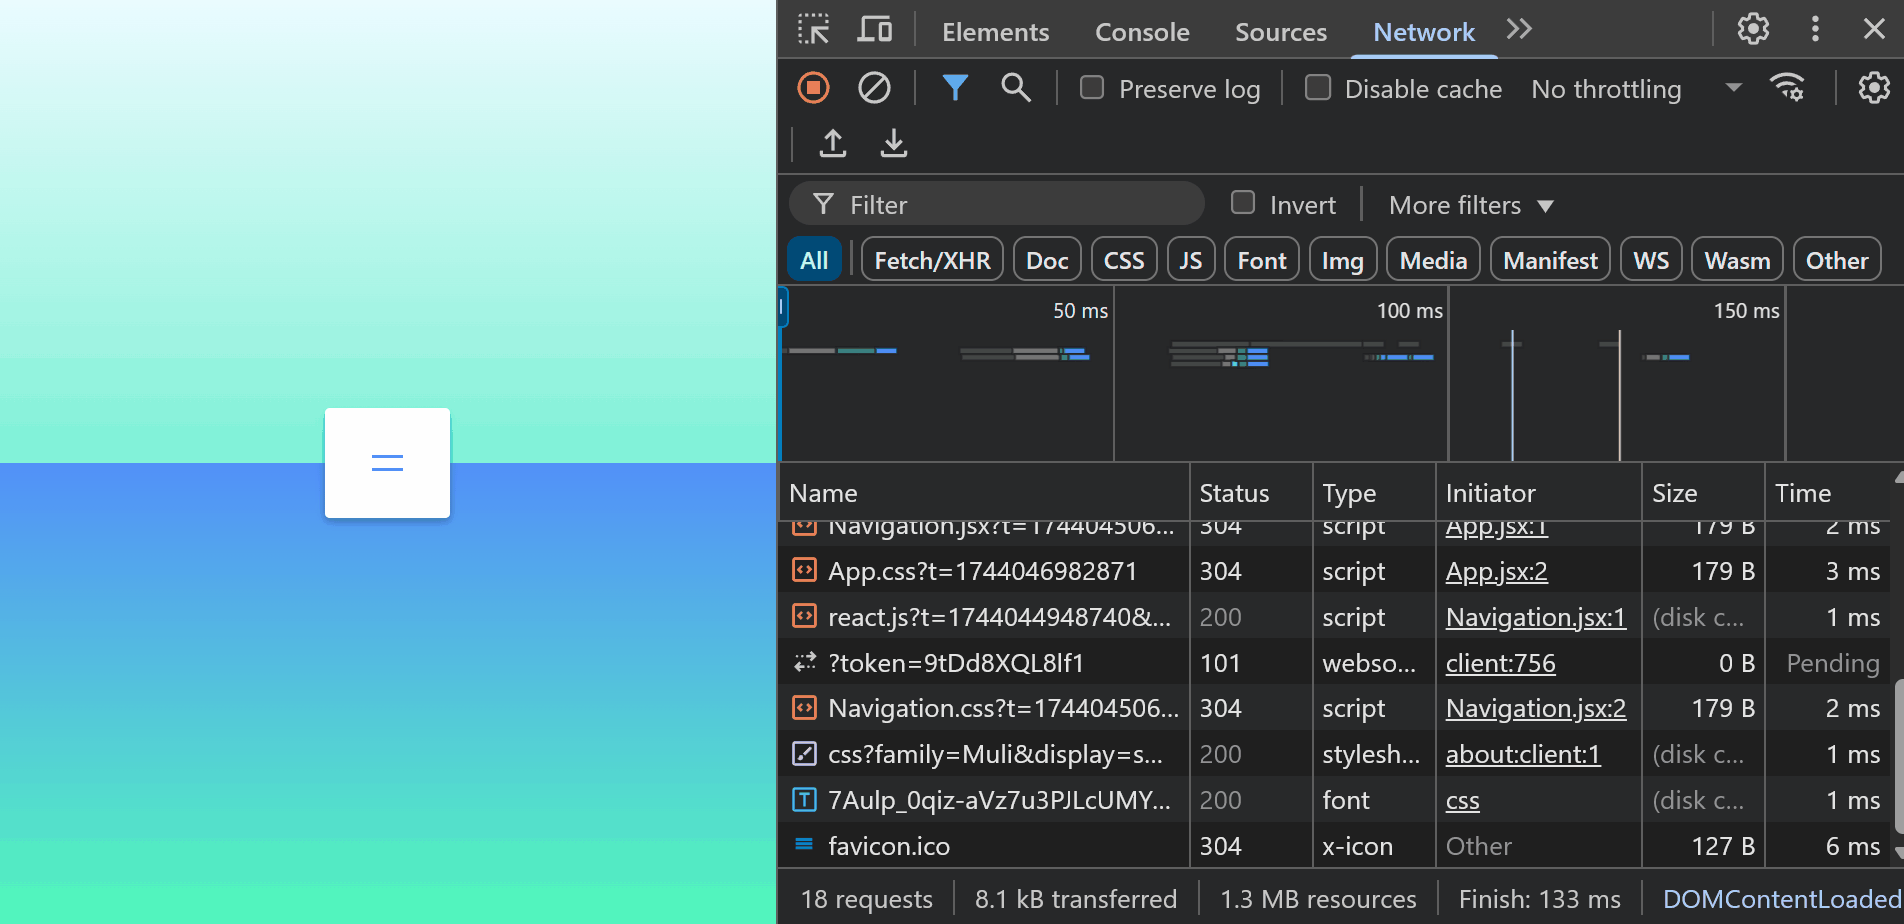 Elements Console Sources Network
Preserve log Disable cache No throttling
Filter Invert More filters
All Fetch/XHR Doc CSS JS Font Img Media Manifest WS Wasm Other
50 ms 100 ms 150 ms
Name Status Type Initiator Size Time
Navigation.jsx?t=174404506... 304 script App.jsx:1 179 B 2 ms
App.css?t=1744046982871 304 script App.jsx:2 179 B 3 ms
react.js?t=1744044948740&... 200 script Navigation.jsx:1 (disk c... 1 ms
?token=9tDd8XQL8lf1 101 webso... client:756 0 B Pending
Navigation.css?t=174404506... 304 script Navigation.jsx:2 179 B 2 ms
css?family=Muli&display=s... 200 stylesh... about:client:1 (disk c... 1 ms
7Aulp_0qiz-aVz7u3PJLcUMY... 200 font css (disk c... 1 ms
favicon.ico 304 x-icon Other 127 B 6 ms
18 requests 8.1 kB transferred 1.3 MB resources Finish: 133 ms DOMContentLoaded